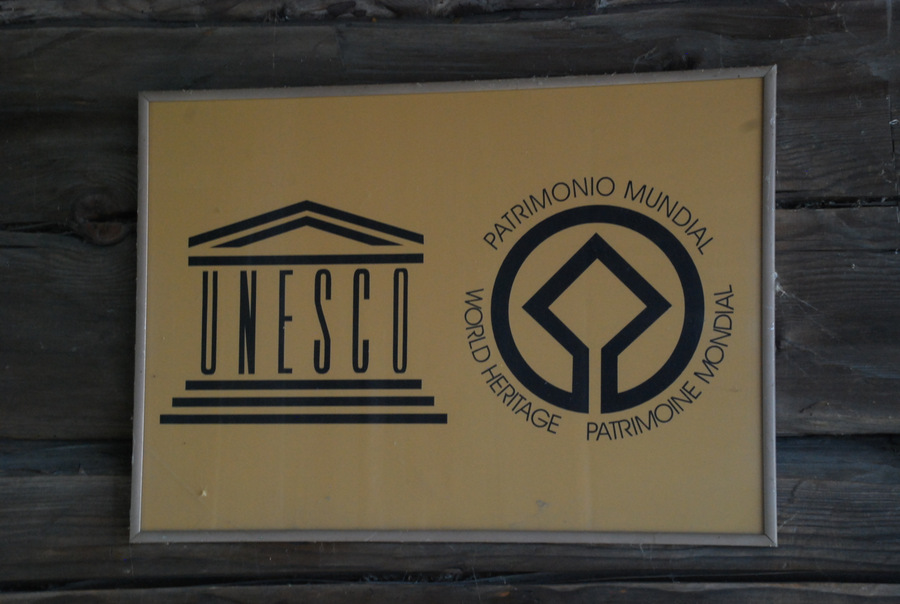 UNESCO
PATRIMONIO MUNDIAL
WORLD HERITAGE
PATRIMOINE MONDIAL